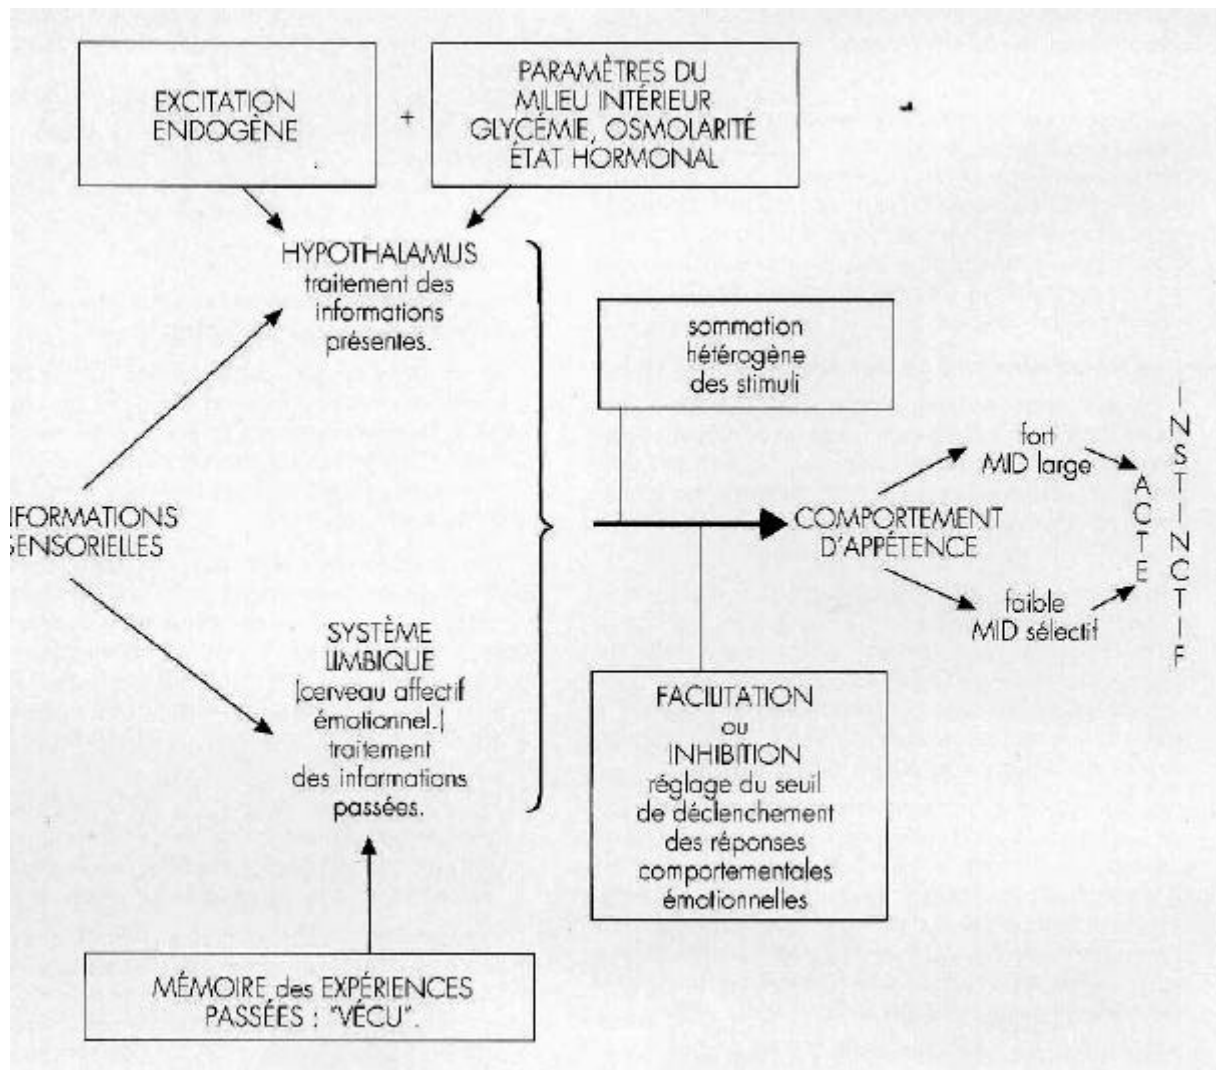 EXCITATION
ENDOGÈNE
+
PARAMÈTRES DU
MILIEU INTÉRIEUR
GLYCÉMIE, OSMOLARITÉ
ÉTAT HORMONAL
HYPOTHALAMUS
traitement des
informations
présentes.
sommation
hétérogène
des stimuli
NFORMATIONS
SENSORIELLES
COMPORTEMENT
D'APPÉTENCE
fort
MID large
faible
MID sélectif
ACTE
INSTINCTIF
SYSTÈME
LIMBIQUE
(cerveau affectif
émotionnel.)
traitement
des informations
passées.
FACILITATION
ou
INHIBITION
réglage du seuil
de déclenchement
des réponses
comportementales
émotionnelles
MÉMOIRE des EXPÉRIENCES
PASSÉES : "VÉCU".